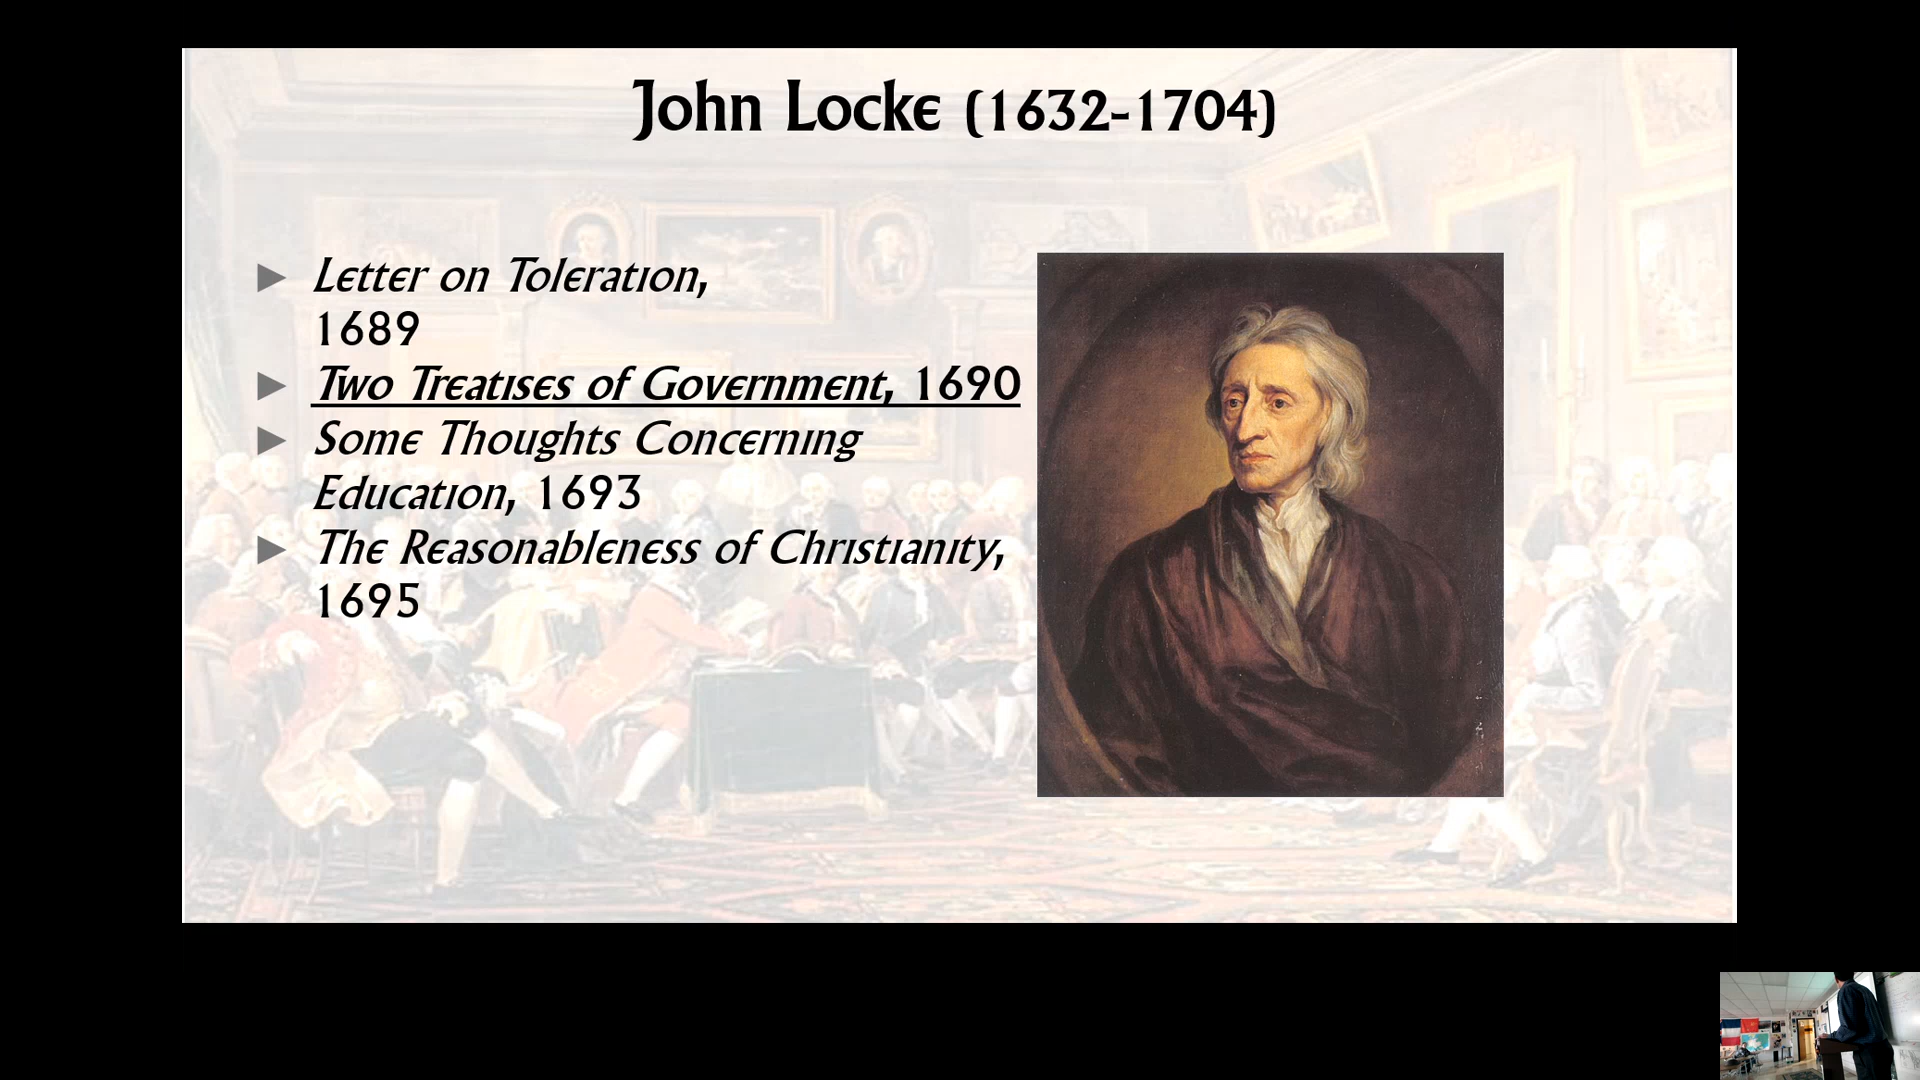 John Locke (1632-1704)
► Letter on Toleration,
1689
► Two Treatises of Government, 1690
► Some Thoughts Concerning
Education, 1693
► The Reasonableness of Christianity,
1695